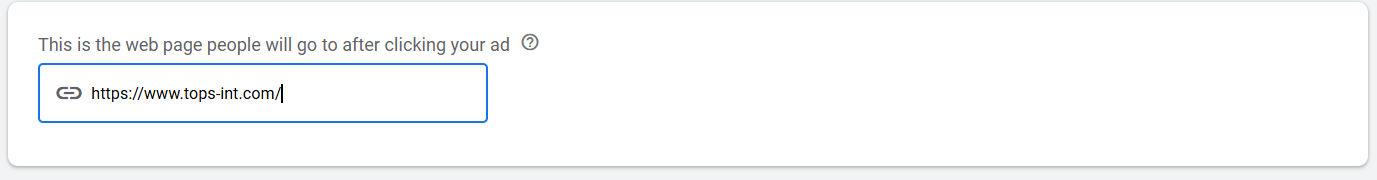 This is the web page people will go to after clicking your ad
https://www.tops-int.com/